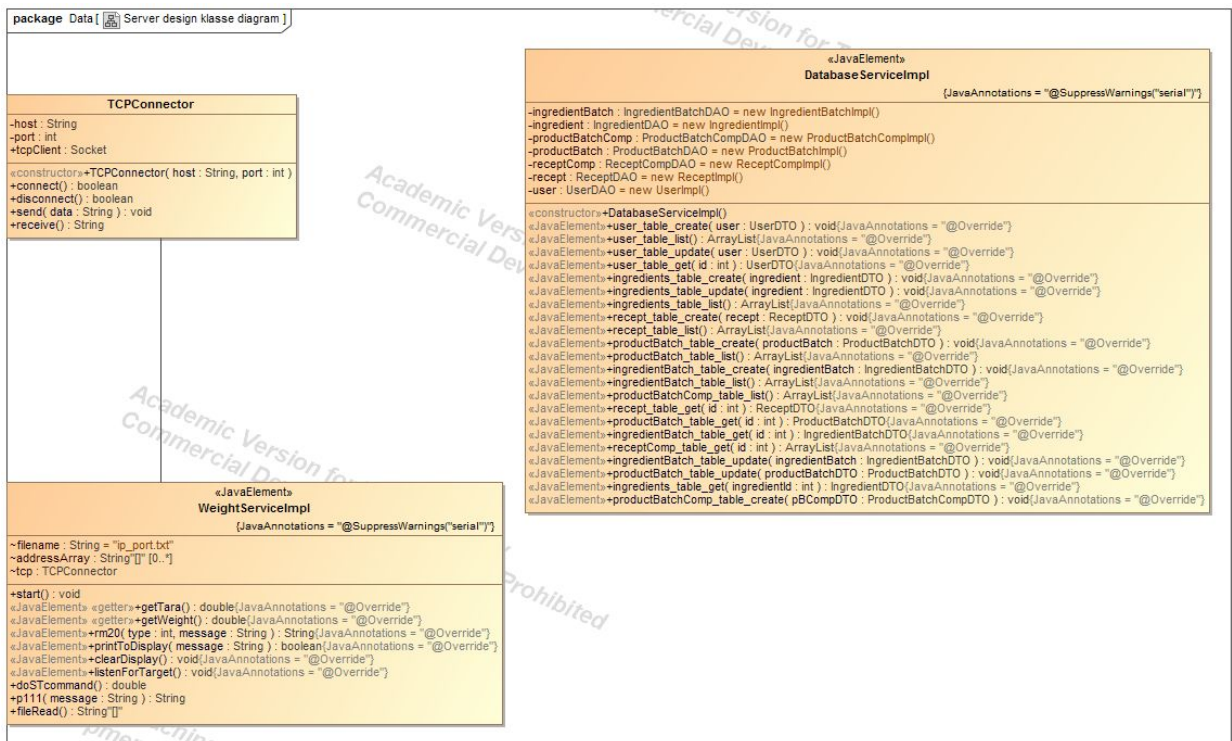 package Data [ Server design klasse diagram ]
TCPConnector
-host : String
-port : int
+tcpClient : Socket
«constructor»+TCPConnector( host : String, port : int )
+connect() : boolean
+disconnect() : boolean
+send( data : String ) : void
+receive() : String
«JavaElement»
DatabaseServiceImpl
{JavaAnnotations = "@SuppressWarnings("serial")"}
-ingredientBatch : IngredientBatchDAO = new IngredientBatchImpl()
-ingredient : IngredientDAO = new IngredientImpl()
-productBatchComp : ProductBatchCompDAO = new ProductBatchCompImpl()
-productBatch : ProductBatchDAO = new ProductBatchImpl()
-receptComp : ReceptCompDAO = new ReceptCompImpl()
-recept : ReceptDAO = new ReceptImpl()
-user : UserDAO = new UserImpl()
«constructor»+DatabaseServiceImpl()
«JavaElement»+user_table_create( user : UserDTO ) : void{JavaAnnotations = "@Override"}
«JavaElement»+user_table_list() : ArrayList{JavaAnnotations = "@Override"}
«JavaElement»+user_table_update( user : UserDTO ) : void{JavaAnnotations = "@Override"}
«JavaElement»+user_table_get( id : int ) : UserDTO{JavaAnnotations = "@Override"}
«JavaElement»+ingredients_table_create( ingredient : IngredientDTO ) : void{JavaAnnotations = "@Override"}
«JavaElement»+ingredients_table_update( ingredient : IngredientDTO ) : void{JavaAnnotations = "@Override"}
«JavaElement»+ingredients_table_list() : ArrayList{JavaAnnotations = "@Override"}
«JavaElement»+recept_table_create( recept : ReceptDTO ) : void{JavaAnnotations = "@Override"}
«JavaElement»+recept_table_list() : ArrayList{JavaAnnotations = "@Override"}
«JavaElement»+productBatch_table_create( productBatch : ProductBatchDTO ) : void{JavaAnnotations = "@Override"}
«JavaElement»+productBatch_table_list() : ArrayList{JavaAnnotations = "@Override"}
«JavaElement»+ingredientBatch_table_create( ingredientBatch : IngredientBatchDTO ) : void{JavaAnnotations = "@Override"}
«JavaElement»+ingredientBatch_table_list() : ArrayList{JavaAnnotations = "@Override"}
«JavaElement»+productBatchComp_table_list() : ArrayList{JavaAnnotations = "@Override"}
«JavaElement»+recept_table_get( id : int ) : ReceptDTO{JavaAnnotations = "@Override"}
«JavaElement»+productBatch_table_get( id : int ) : ProductBatchDTO{JavaAnnotations = "@Override"}
«JavaElement»+ingredientBatch_table_get( id : int ) : IngredientBatchDTO{JavaAnnotations = "@Override"}
«JavaElement»+receptComp_table_get( id : int ) : ArrayList{JavaAnnotations = "@Override"}
«JavaElement»+ingredientBatch_table_update( ingredientBatch : IngredientBatchDTO ) : void{JavaAnnotations = "@Override"}
«JavaElement»+productBatch_table_update( productBatch : ProductBatchDTO ) : void{JavaAnnotations = "@Override"}
«JavaElement»+ingredients_table_get( ingredientId : int ) : IngredientDTO{JavaAnnotations = "@Override"}
«JavaElement»+productBatchComp_table_create( pBCompDTO : ProductBatchCompDTO ) : void{JavaAnnotations = "@Override"}
«JavaElement»
WeightServiceImpl
{JavaAnnotations = "@SuppressWarnings("serial")"}
~filename : String = "ip_port.txt"
~addressArray : String"[]" [0..*]
~tcp : TCPConnector
+start() : void
«JavaElement» «getter»+getTara() : double{JavaAnnotations = "@Override"}
«JavaElement» «getter»+getWeight() : double{JavaAnnotations = "@Override"}
«JavaElement»+rm20( type : int, message : String ) : String{JavaAnnotations = "@Override"}
«JavaElement»+printToDisplay( message : String ) : boolean{JavaAnnotations = "@Override"}
«JavaElement»+clearDisplay() : void{JavaAnnotations = "@Override"}
«JavaElement»+listenForTarget() : void{JavaAnnotations = "@Override"}
+doSTcommand() : double
+p111( message : String ) : String
+fileRead() : String"[]"
Academic Version for
Commercial
Prohibited